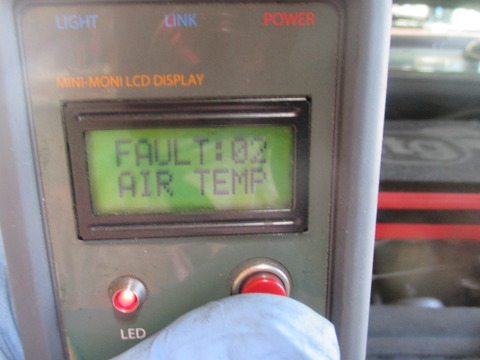 LIGHT LINK POWER
MINI-MONI LCD DISPLAY
FAULT:02
AIR TEMP
LED